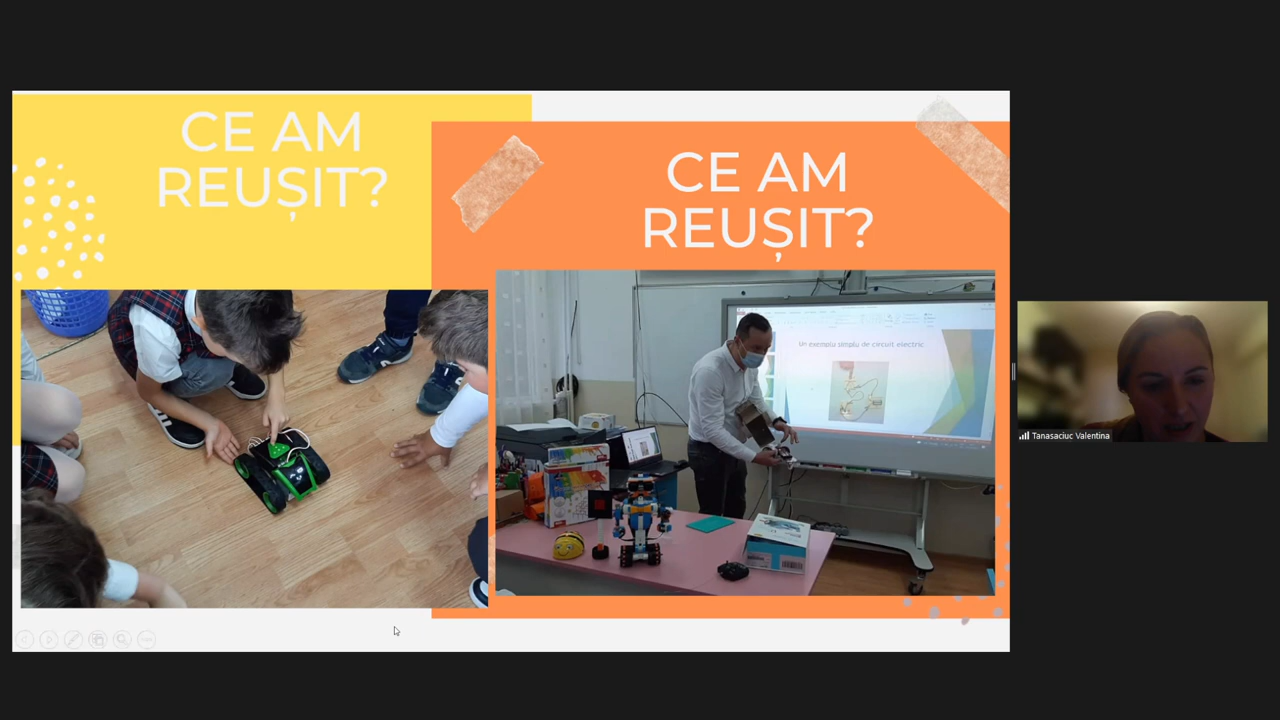 CE AM
REUȘIT?
CE AM
REUȘIT?
Un exemplu simplu de circuit electric
Tanasaciuc Valentina